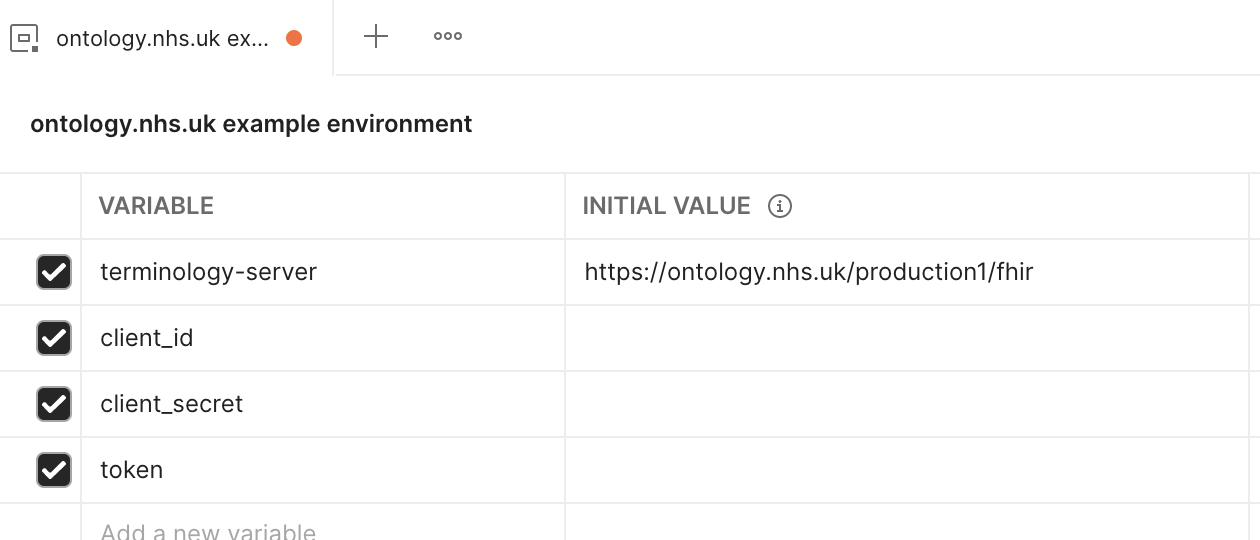 ontology.nhs.uk ex...
ontology.nhs.uk example environment
VARIABLE INITIAL VALUE
terminology-server https://ontology.nhs.uk/production1/fhir
client_id
client_secret
token
Add a new variable